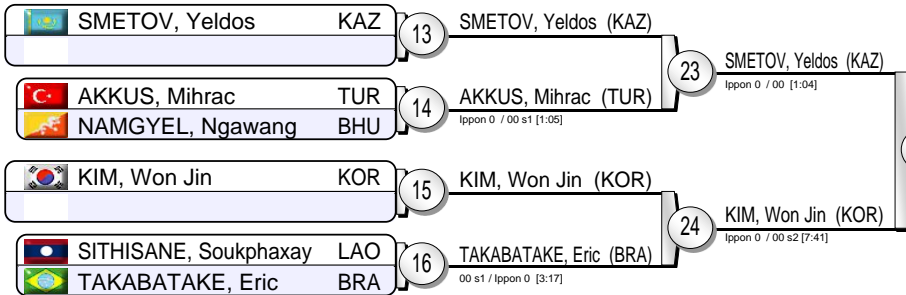 SMETOV, Yeldos KAZ
13
SMETOV, Yeldos (KAZ)
AKKUS, Mihrac TUR
NAMGYEL, Ngawang BHU
14
AKKUS, Mihrac (TUR)
Ippon 0 / 00 s1 [1:05]
23
SMETOV, Yeldos (KAZ)
Ippon 0 / 00 [1:04]
KIM, Won Jin KOR
15
KIM, Won Jin (KOR)
SITHISANE, Soukphaxay LAO
TAKABATAKE, Eric BRA
16
TAKABATAKE, Eric (BRA)
00 s1 / Ippon 0 [3:17]
24
KIM, Won Jin (KOR)
Ippon 0 / 00 s2 [7:41]